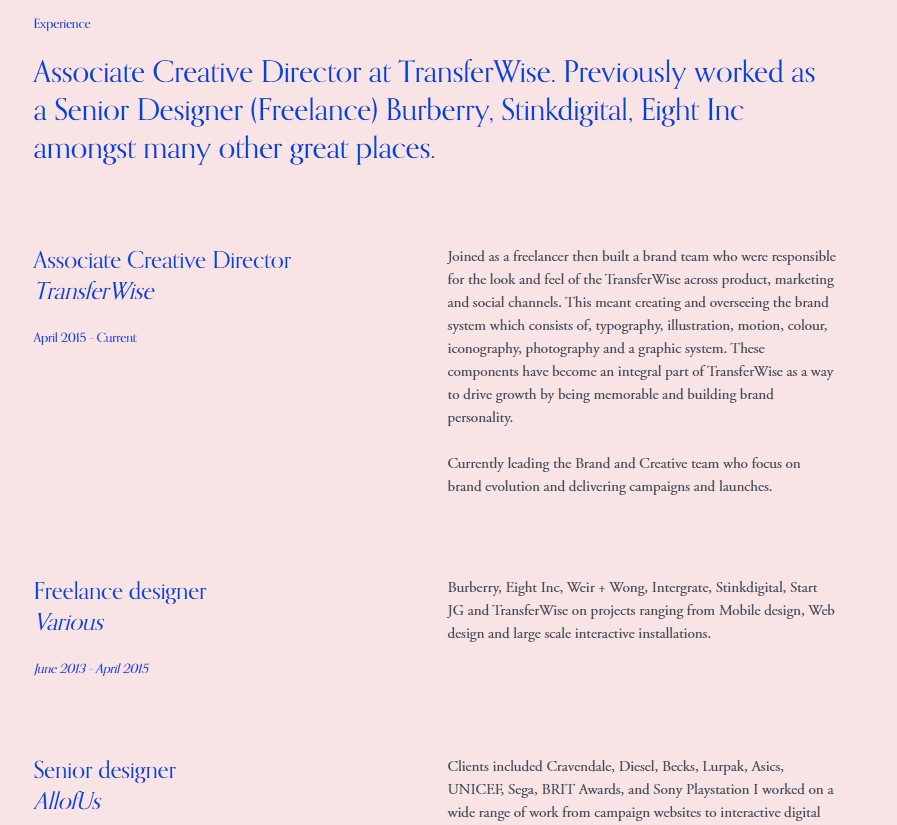 Experience
Associate Creative Director at TransferWise. Previously worked as
a Senior Designer (Freelance) Burberry, Stinkdigital, Eight Inc
amongst many other great places.
Associate Creative Director
TransferWise
April 2015 - Current
Joined as a freelancer then built a brand team who were responsible
for the look and feel of the TransferWise across product, marketing
and social channels. This meant creating and overseeing the brand
system which consists of, typography, illustration, motion, colour,
iconography, photography and a graphic system. These
components have become an integral part of TransferWise as a way
to drive growth by being memorable and building brand
personality.
Currently leading the Brand and Creative team who focus on
brand evolution and delivering campaigns and launches.
Freelance designer
Various
June 2013 - April 2015
Burberry, Eight Inc, Weir + Wong, Intergrate, Stinkdigital, Start
JG and TransferWise on projects ranging from Mobile design, Web
design and large scale interactive installations.
Senior designer
AllofUs
Clients included Cravendale, Diesel, Becks, Lurpak, Asics,
UNICEF, Sega, BRIT Awards, and Sony Playstation I worked on a
wide range of work from campaign websites to interactive digital